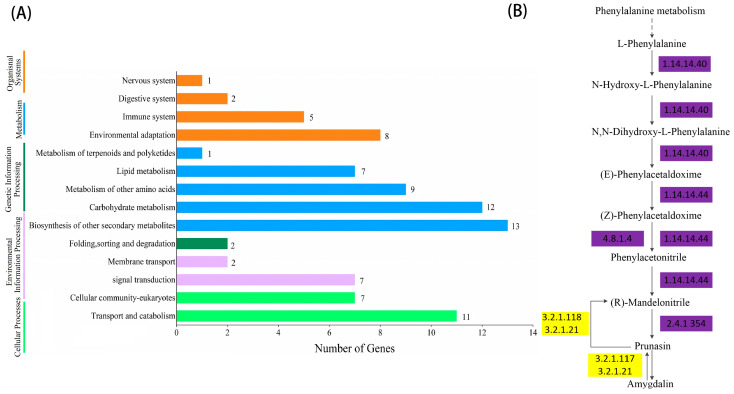 (A)
Organisnal Systems
Metabolism
Genetic Information Processing
Environmental Information Processing
Cellular Processes
Nervous system 1
Digestive system 2
Immune system 5
Environmental adaptation 8
Metabolism of terpenoids and polyketides 1
Lipid metabolism 7
Metabolism of other amino acids 9
Carbohydrate metabolism 12
Biosynthesis of other secondary metabolites 13
Folding,sorting and degradation 2
Membrane transport 2
signal transduction 7
Cellular community-eukaryotes 7
Transport and catabolism 11
0 2 4 6 8 10 12 14
Number of Genes
(B)
Phenylalanine metabolism
L-Phenylalanine
1.14.14.40
N-Hydroxy-L-Phenylalanine
1.14.14.40
N,N-Dihydroxy-L-Phenylalanine
1.14.14.40
(E)-Phenylacetaldoxime
1.14.14.44
(Z)-Phenylacetaldoxime
4.8.1.4 1.14.14.44
Phenylacetonitrile
1.14.14.44
(R)-Mandelonitrile
3.2.1.118
3.2.1.21
2.4.1 354
Prunasin
3.2.1.117
3.2.1.21
Amygdalin